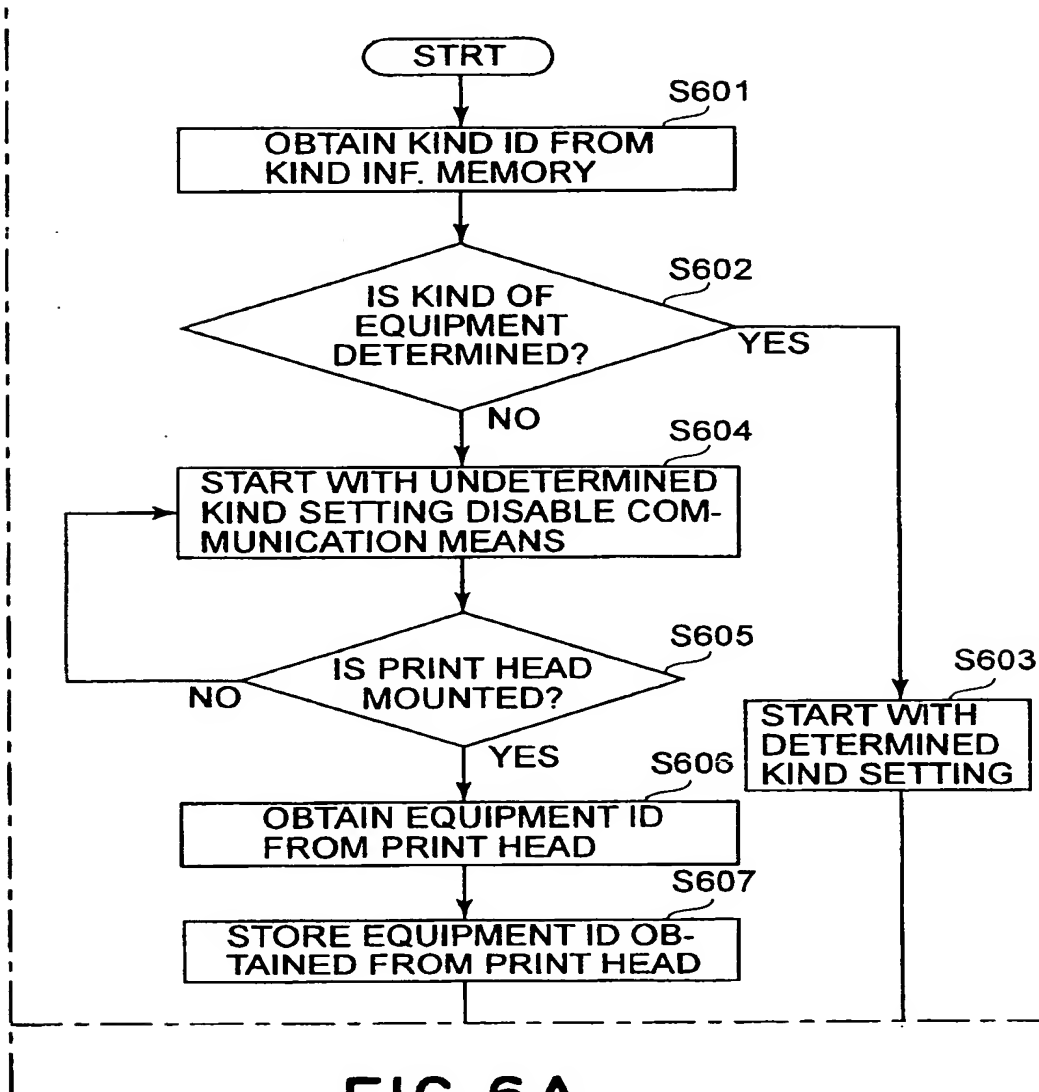 STRT
S601
OBTAIN KIND ID FROM
KIND INF. MEMORY
S602
IS KIND OF
EQUIPMENT
DETERMINED?
YES
NO
S604
START WITH UNDETERMINED
KIND SETTING DISABLE COM-
MUNICATION MEANS
S605
IS PRINT HEAD
MOUNTED?
NO
YES
S603
START WITH
DETERMINED
KIND SETTING
S606
OBTAIN EQUIPMENT ID
FROM PRINT HEAD
S607
STORE EQUIPMENT ID OB-
TAINED FROM PRINT HEAD
FIG. 6A